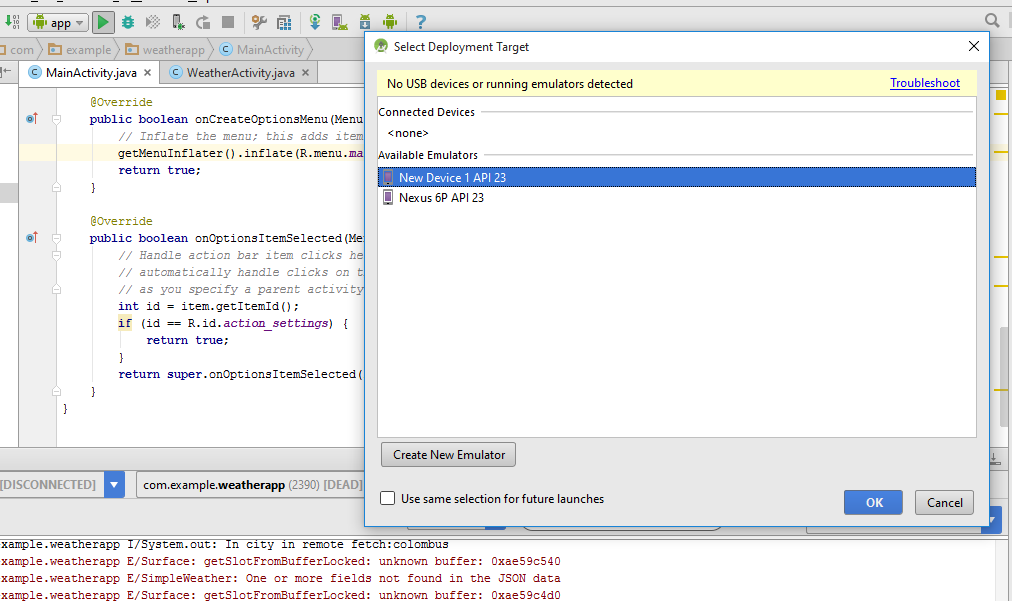 app
com
example
weatherapp
MainActivity
MainActivity.java
WeatherActivity.java
@Override
public boolean onCreateOptionsMenu(Menu
// Inflate the menu; this adds item
getMenuInflater().inflate(R.menu.ma
return true;
}
@Override
public boolean onOptionsItemSelected(Me
// Handle action bar item clicks he
// automatically handle clicks on t
// as you specify a parent activity
int id = item.getItemId();
if (id == R.id.action_settings) {
return true;
}
return super.onOptionsItemSelected(
}
}
Select Deployment Target
No USB devices or running emulators detected
Troubleshoot
Connected Devices
<none>
Available Emulators
New Device 1 API 23
Nexus 6P API 23
Create New Emulator
Use same selection for future launches
OK
Cancel
[DISCONNECTED]
com.example.weatherapp (2390) [DEAD]
xample.weatherapp I/System.out: In city in remote fetch:colombus
xample.weatherapp E/Surface: getSlotFromBufferLocked: unknown buffer: 0xae59c540
xample.weatherapp E/SimpleWeather: One or more fields not found in the JSON data
xample.weatherapp E/Surface: getSlotFromBufferLocked: unknown buffer: 0xae59c4d0